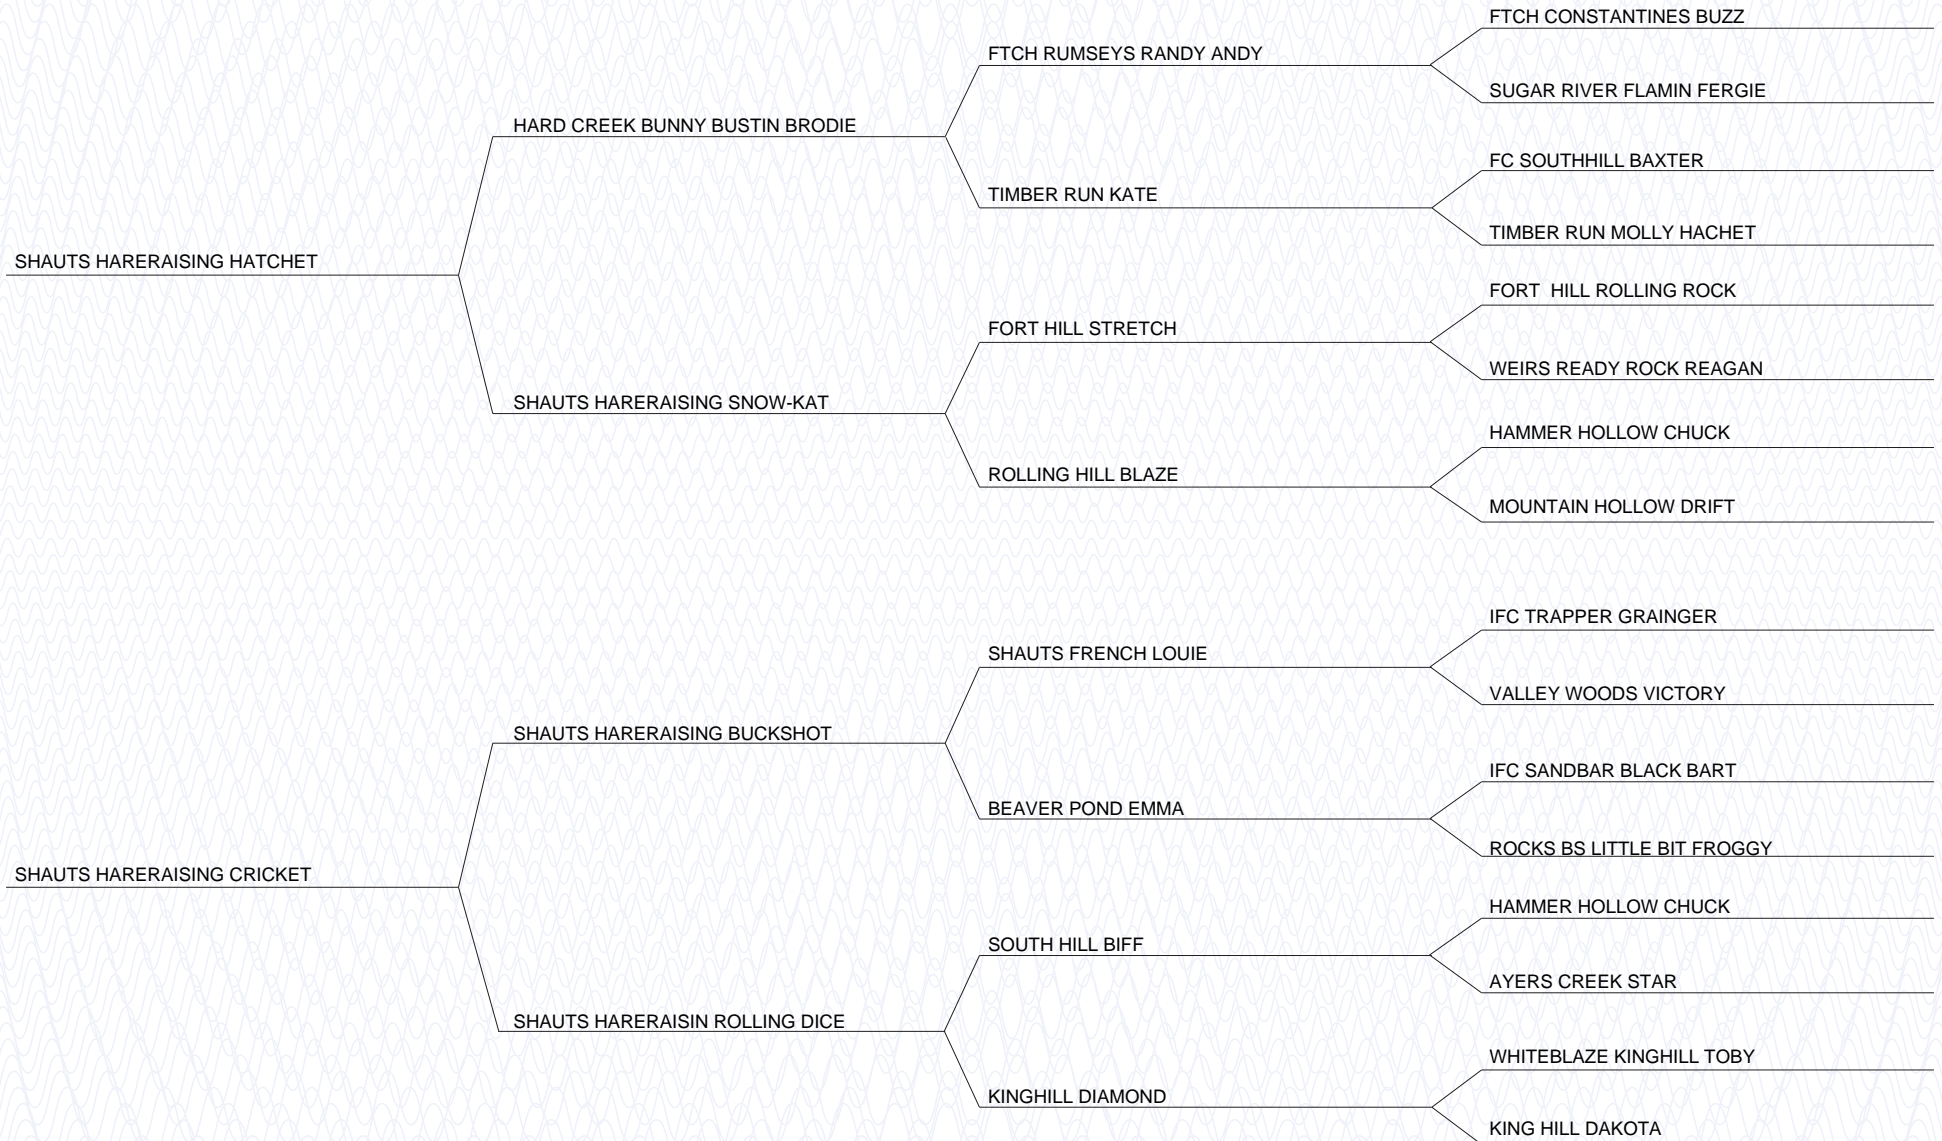 FTCH CONSTANTINES BUZZ
FTCH RUMSEYS RANDY ANDY
SUGAR RIVER FLAMIN FERGIE
HARD CREEK BUNNY BUSTIN BRODIE
FC SOUTHHILL BAXTER
TIMBER RUN KATE
TIMBER RUN MOLLY HACHET
SHAUTS HARERAISING HATCHET
FORT  HILL ROLLING ROCK
FORT HILL STRETCH
WEIRS READY ROCK REAGAN
SHAUTS HARERAISING SNOW-KAT
HAMMER HOLLOW CHUCK
ROLLING HILL BLAZE
MOUNTAIN HOLLOW DRIFT
IFC TRAPPER GRAINGER
SHAUTS FRENCH LOUIE
VALLEY WOODS VICTORY
SHAUTS HARERAISING BUCKSHOT
IFC SANDBAR BLACK BART
BEAVER POND EMMA
ROCKS BS LITTLE BIT FROGGY
SHAUTS HARERAISING CRICKET
HAMMER HOLLOW CHUCK
SOUTH HILL BIFF
AYERS CREEK STAR
SHAUTS HARERAISIN ROLLING DICE
WHITEBLAZE KINGHILL TOBY
KINGHILL DIAMOND
KING HILL DAKOTA